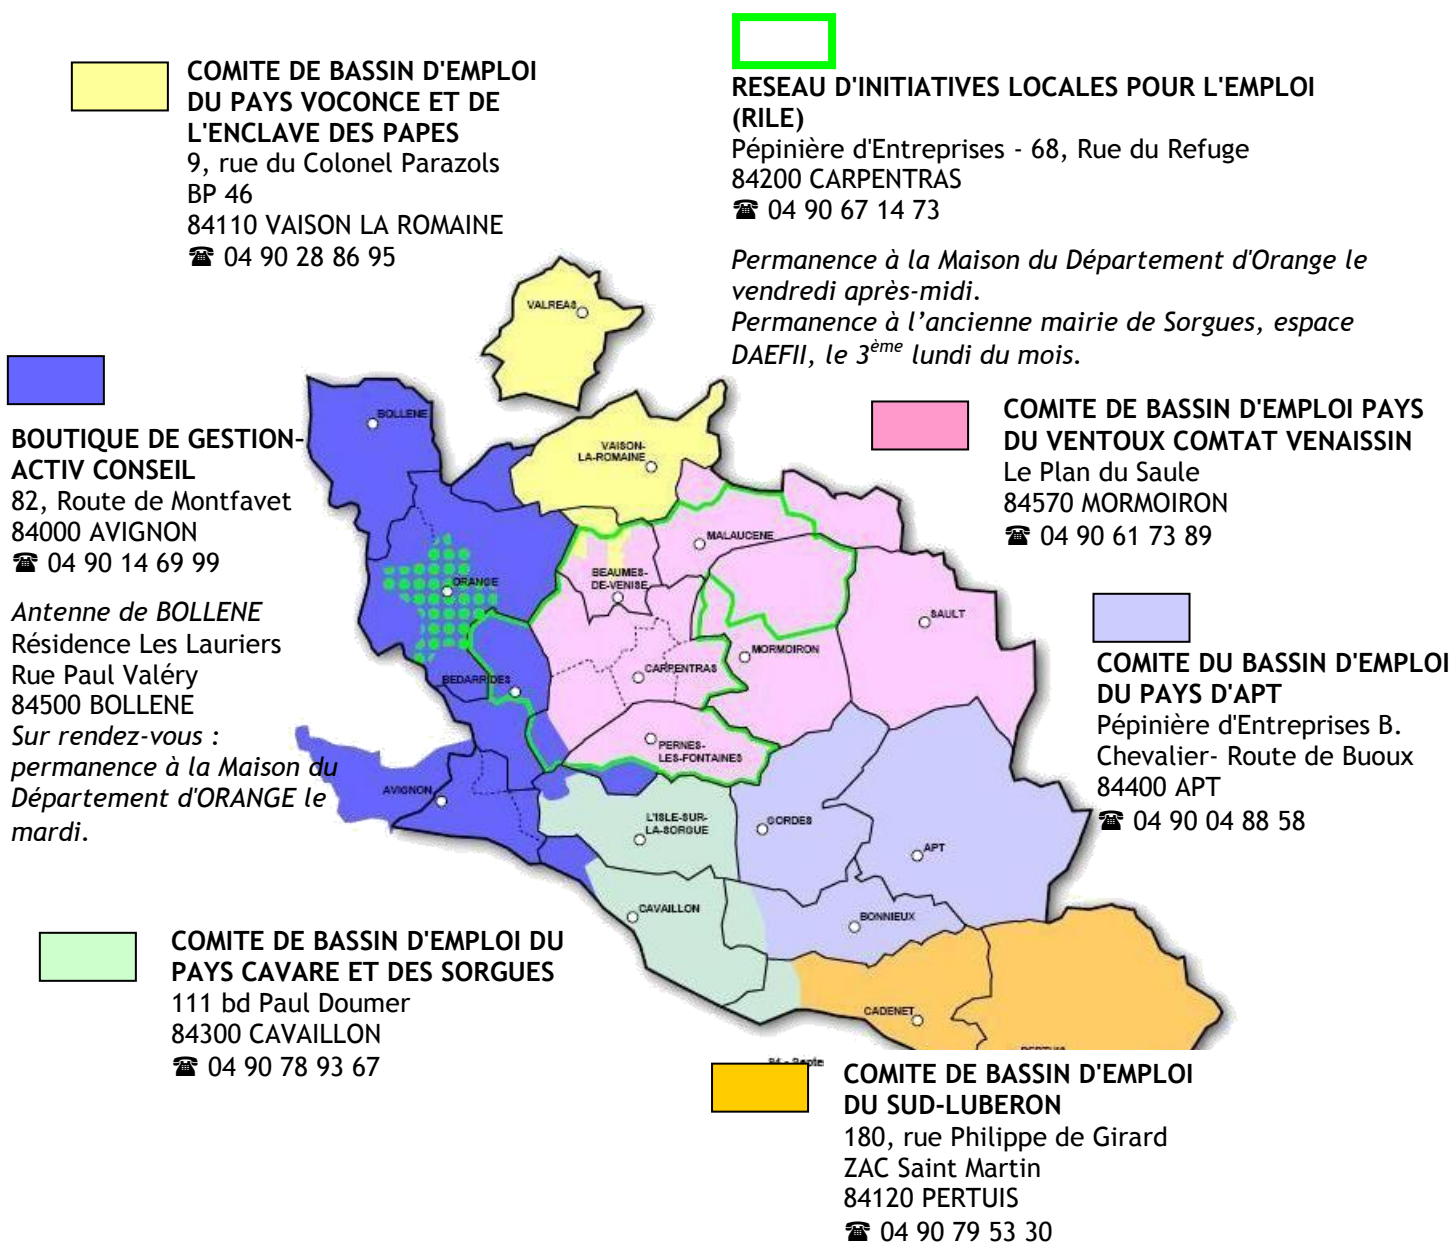 COMITE DE BASSIN D'EMPLOI
DU PAYS VOCONCE ET DE
L'ENCLAVE DES PAPES
9, rue du Colonel Parazols
BP 46
84110 VAISON LA ROMAINE
☎ 04 90 28 86 95
RESEAU D'INITIATIVES LOCALES POUR L'EMPLOI
(RILE)
Pépinière d'Entreprises - 68, Rue du Refuge
84200 CARPENTRAS
☎ 04 90 67 14 73
Permanence à la Maison du Département d'Orange le
vendredi après-midi.
Permanence à l’ancienne mairie de Sorgues, espace
DAEFII, le 3ème lundi du mois.
BOUTIQUE DE GESTION-
ACTIV CONSEIL
82, Route de Montfavet
84000 AVIGNON
☎ 04 90 14 69 99
Antenne de BOLLENE
Résidence Les Lauriers
Rue Paul Valéry
84500 BOLLENE
Sur rendez-vous :
permanence à la Maison du
Département d'ORANGE le
mardi.
COMITE DE BASSIN D'EMPLOI PAYS
DU VENTOUX COMTAT VENAISSIN
Le Plan du Saule
84570 MORMOIRON
☎ 04 90 61 73 89
COMITE DU BASSIN D'EMPLOI
DU PAYS D'APT
Pépinière d'Entreprises B.
Chevalier- Route de Buoux
84400 APT
☎ 04 90 04 88 58
VALREAS
BOLLENE
VAISON-
LA-ROMAINE
MALAUCENE
BEAUMES-
DE-VENISE
ORANGE
SAULT
MORMOIRON
CARPENTRAS
BEDARRIDES
PERNES-
LES-FONTAINES
AVIGNON
L'ISLE-SUR-
LA-SORGUE
GORDES
APT
CAVAILLON
BONNIEUX
CADENET
PERTUIS
84 - Septe
COMITE DE BASSIN D'EMPLOI DU
PAYS CAVARE ET DES SORGUES
111 bd Paul Doumer
84300 CAVAILLON
☎ 04 90 78 93 67
COMITE DE BASSIN D'EMPLOI
DU SUD-LUBERON
180, rue Philippe de Girard
ZAC Saint Martin
84120 PERTUIS
☎ 04 90 79 53 30